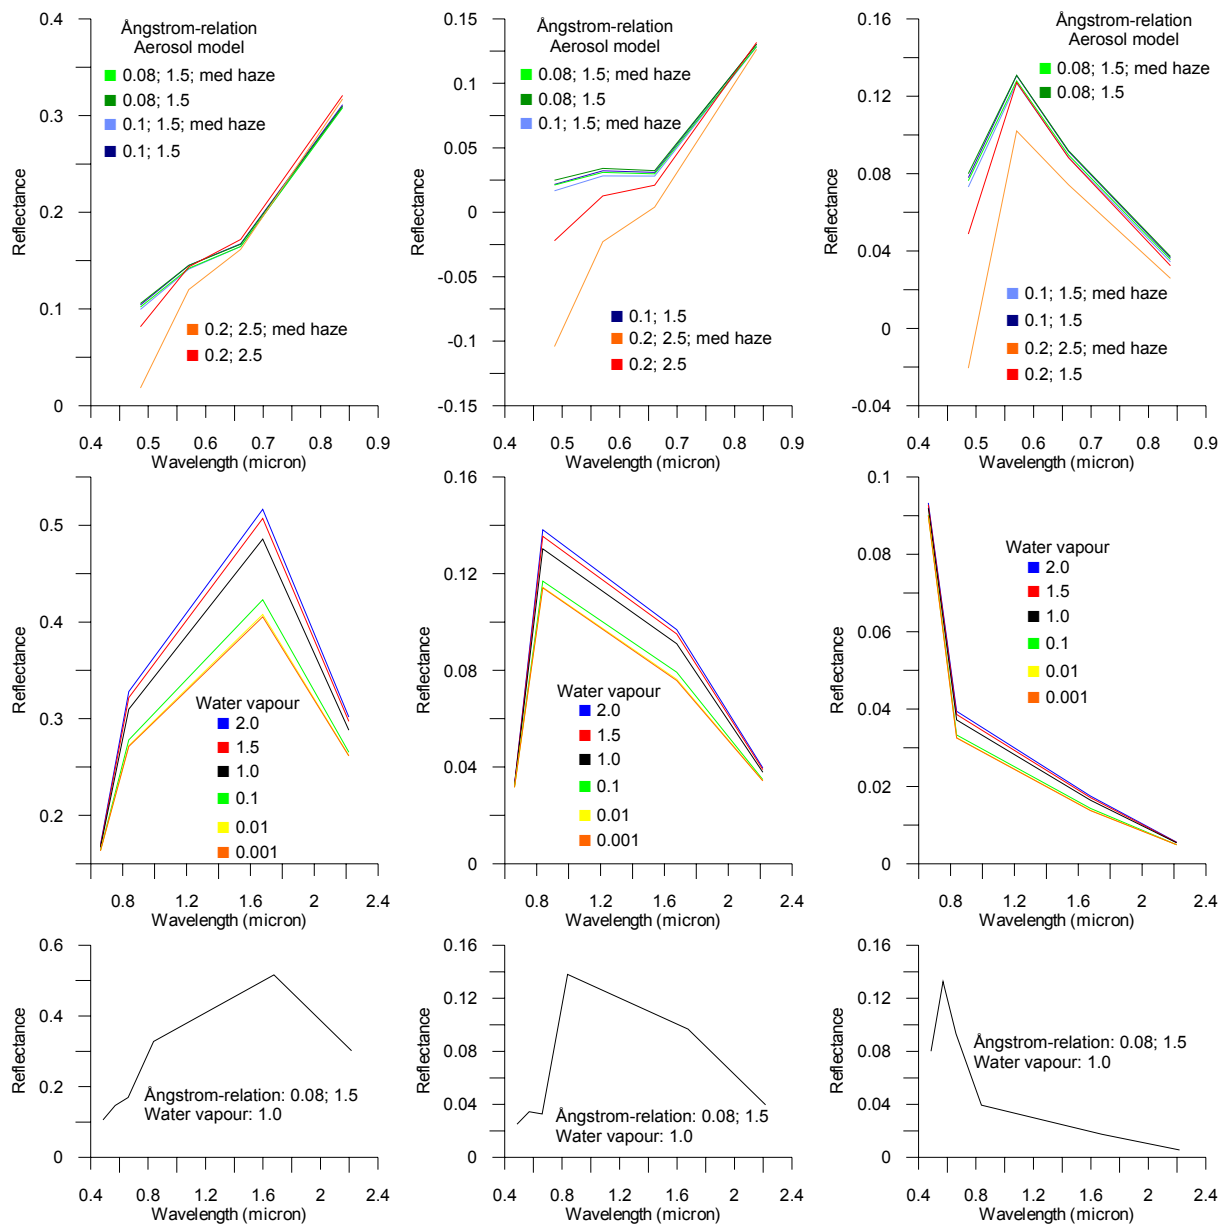 0.4
0.3
0.2
0.1
0
Reflectance
Ångstrom-relation
Aerosol model
0.08; 1.5; med haze
0.08; 1.5
0.1; 1.5; med haze
0.1; 1.5
0.2; 2.5; med haze
0.2; 2.5
0.4 0.5 0.6 0.7 0.8 0.9
Wavelength (micron)
0.15
0.1
0.05
0
-0.05
-0.1
-0.15
Reflectance
Ångstrom-relation
Aerosol model
0.08; 1.5; med haze
0.08; 1.5
0.1; 1.5; med haze
0.1; 1.5
0.2; 2.5; med haze
0.2; 2.5
0.4 0.5 0.6 0.7 0.8 0.9
Wavelength (micron)
0.16
0.12
0.08
0.04
0
-0.04
Reflectance
Ångstrom-relation
Aerosol model
0.08; 1.5; med haze
0.08; 1.5
0.1; 1.5; med haze
0.1; 1.5
0.2; 2.5; med haze
0.2; 1.5
0.4 0.5 0.6 0.7 0.8 0.9
Wavelength (micron)
0.5
0.4
0.3
0.2
Reflectance
Water vapour
2.0
1.5
1.0
0.1
0.01
0.001
0.8 1.2 1.6 2 2.4
Wavelength (micron)
0.16
0.12
0.08
0.04
0
Reflectance
Water vapour
2.0
1.5
1.0
0.1
0.01
0.001
0.8 1.2 1.6 2 2.4
Wavelength (micron)
0.1
0.08
0.06
0.04
0.02
0
Reflectance
Water vapour
2.0
1.5
1.0
0.1
0.01
0.001
0.8 1.2 1.6 2 2.4
Wavelength (micron)
0.6
0.4
0.2
0
Reflectance
Ångstrom-relation: 0.08; 1.5
Water vapour: 1.0
0.4 0.8 1.2 1.6 2 2.4
Wavelength (micron)
0.16
0.12
0.08
0.04
0
Reflectance
Ångstrom-relation: 0.08; 1.5
Water vapour: 1.0
0.4 0.8 1.2 1.6 2 2.4
Wavelength (micron)
0.16
0.12
0.08
0.04
0
Reflectance
Ångstrom-relation: 0.08; 1.5
Water vapour: 1.0
0.4 0.8 1.2 1.6 2 2.4
Wavelength (micron)